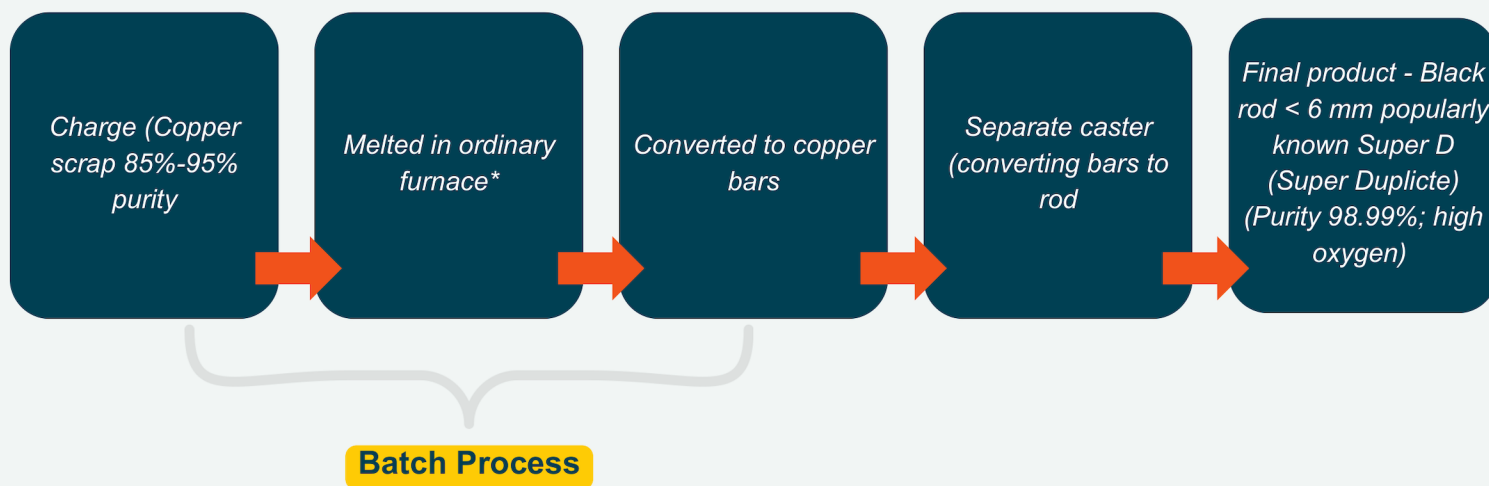 Charge (Copper
scrap 85%-95%
purity
Melted in ordinary
furnace*
Converted to copper
bars
Separate caster
(converting bars to
rod
Final product - Black
rod < 6 mm popularly
known Super D
(Super Duplicte)
(Purity 98.99%; high
oxygen)
Batch Process